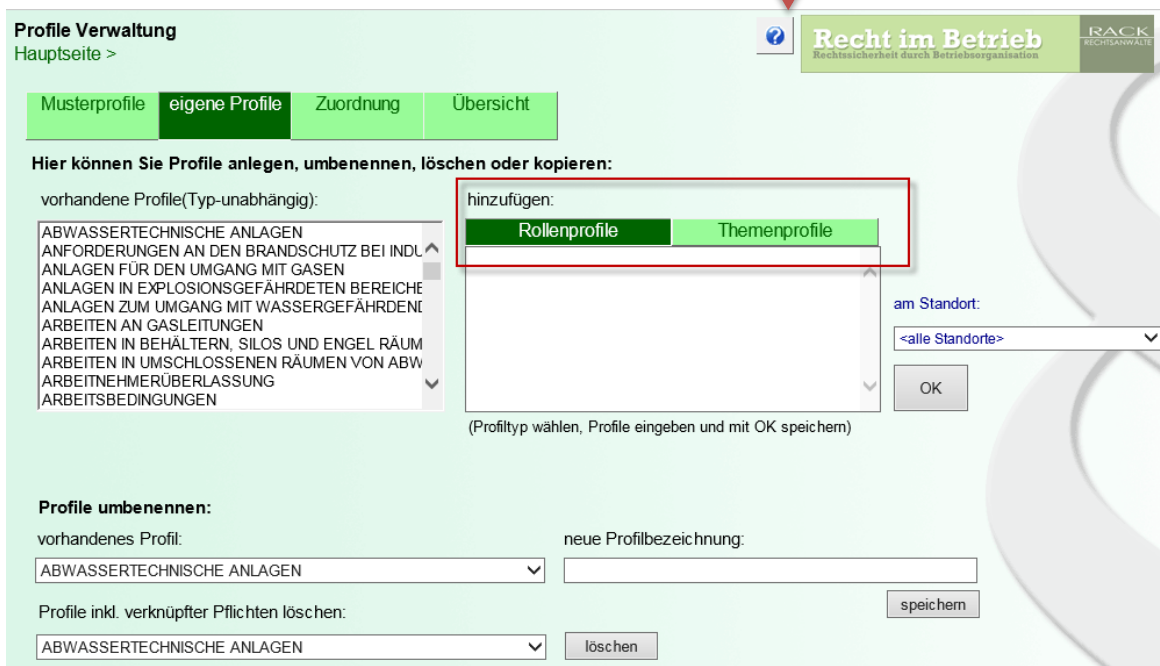 Profile Verwaltung
Hauptseite >
?
Recht im Betrieb
Rechtssicherheit durch Betriebsorganisation
RACK
RECHTSANWÄLTE
Musterprofile eigene Profile Zuordnung Übersicht
Hier können Sie Profile anlegen, umbenennen, löschen oder kopieren:
vorhandene Profile(Typ-unabhängig): hinzufügen:
Rollenprofile Themenprofile
ABWASSERTECHNISCHE ANLAGEN
ANFORDERUNGEN AN DEN BRANDSCHUTZ BEI INDU
ANLAGEN FÜR DEN UMGANG MIT GASEN
ANLAGEN IN EXPLOSIONSGEFÄHRDETEN BEREICHE
ANLAGEN ZUM UMGANG MIT WASSERGEFÄHRDEND
ARBEITEN AN GASLEITUNGEN
ARBEITEN IN BEHÄLTERN, SILOS UND ENGEL RÄUM
ARBEITEN IN UMSCHLOSSENEN RÄUMEN VON ABW
ARBEITNEHMERÜBERLASSUNG
ARBEITSBEDINGUNGEN
am Standort:
<alle Standorte>
OK
(Profiltyp wählen, Profile eingeben und mit OK speichern)
Profile umbenennen:
vorhandenes Profil: neue Profilbezeichnung:
ABWASSERTECHNISCHE ANLAGEN
speichern
Profile inkl. verknüpfter Pflichten löschen:
ABWASSERTECHNISCHE ANLAGEN löschen